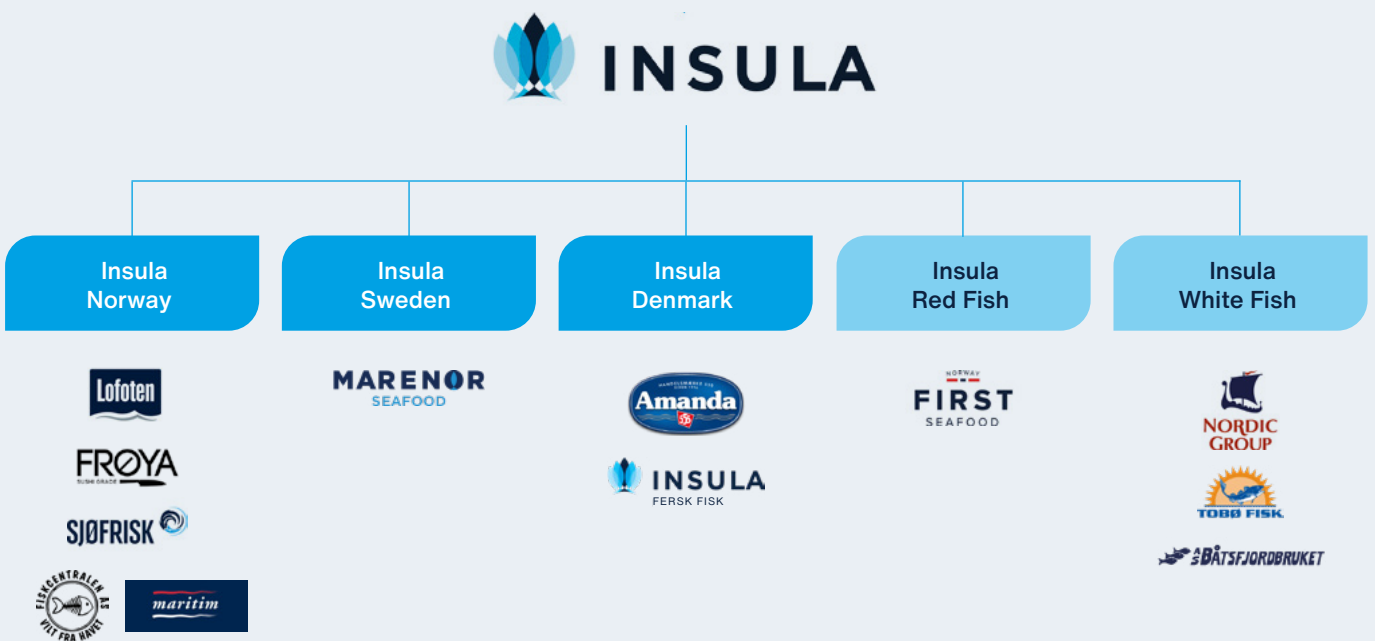 INSULA
Insula
Norway
Insula
Sweden
Insula
Denmark
Insula
Red Fish
Insula
White Fish
Lofoten
FRØYA
SUSHI GRADE
SJØFRISK
FISKCENTRALEN AS
VILT FRA HAVET
maritim
MARENOR
SEAFOOD
Amanda
INSULA
FERSK FISK
NORWAY
FIRST
SEAFOOD
NORDIC
GROUP
TOBØ FISK
AS BÅTSFJORDBRUKET